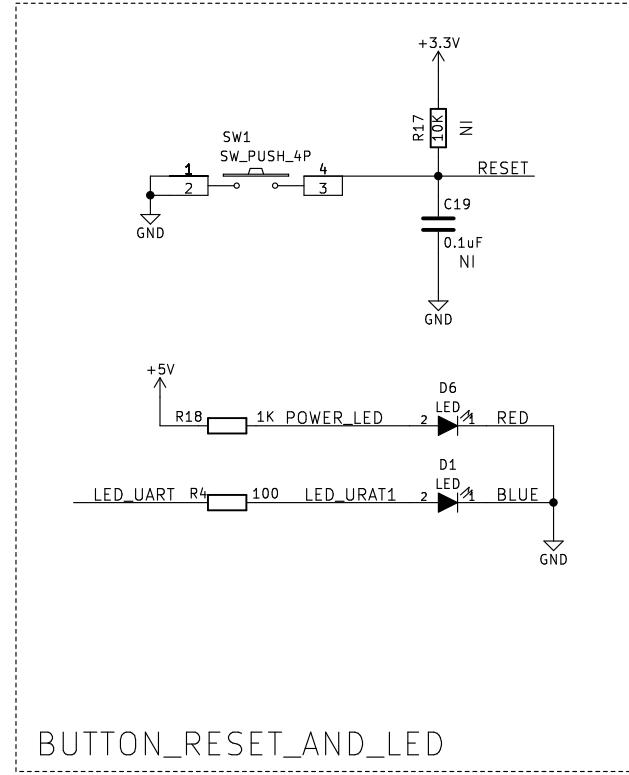 +3.3V
R17
10K
NI
SW1
SW_PUSH_4P
1
2
4
3
RESET
GND
C19
0.1uF
NI
GND
+5V
R18
1K
POWER_LED
D6
LED
2
1
RED
LED_UART
R4
100
LED_URAT1
D1
LED
2
1
BLUE
GND
BUTTON_RESET_AND_LED